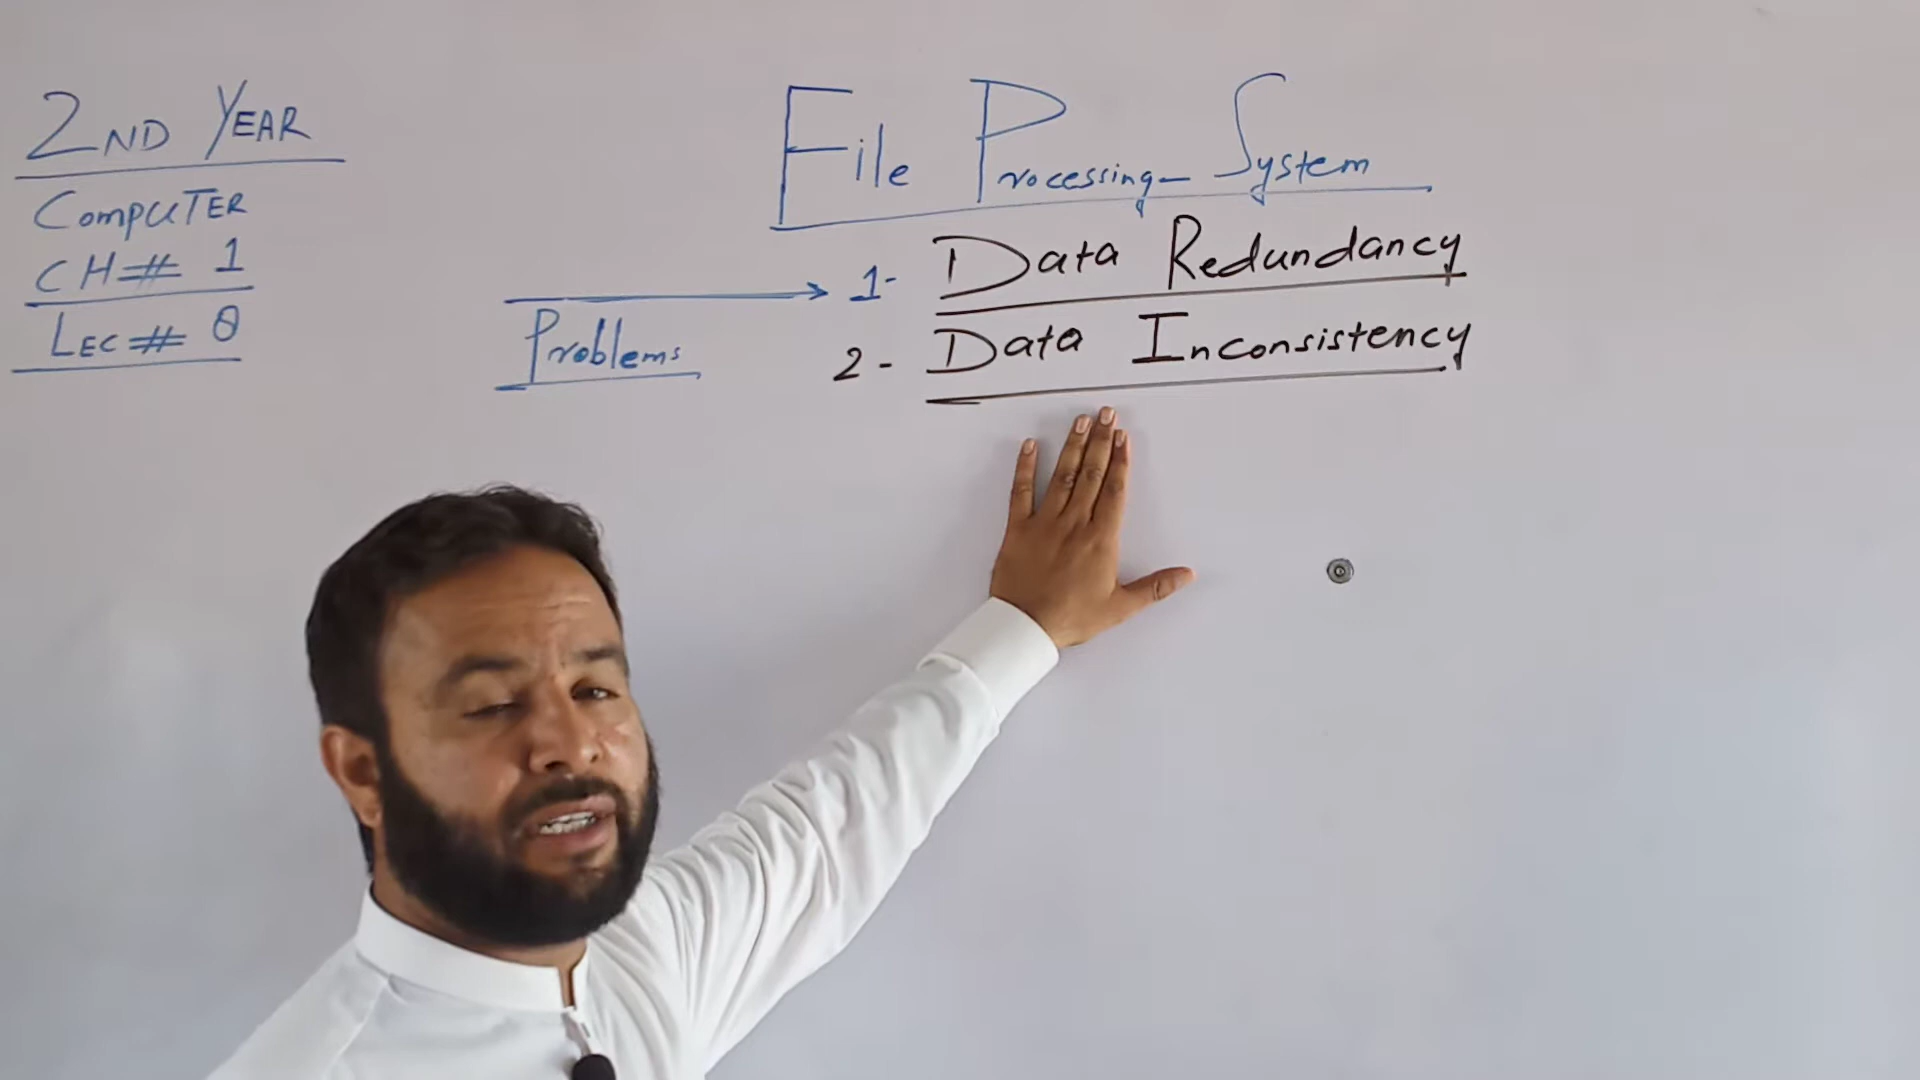 2ND YEAR
COMPUTER
CH# 1
LEC# 8
File Processing System
Problems
1- Data Redundancy
2- Data Inconsistency